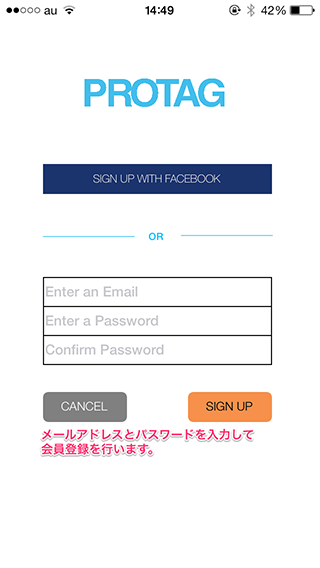 au 14:49 42%
PROTAG
SIGN UP WITH FACEBOOK
OR
Enter an Email
Enter a Password
Confirm Password
CANCEL SIGN UP
メールアドレスとパスワードを入力して
会員登録を行います。